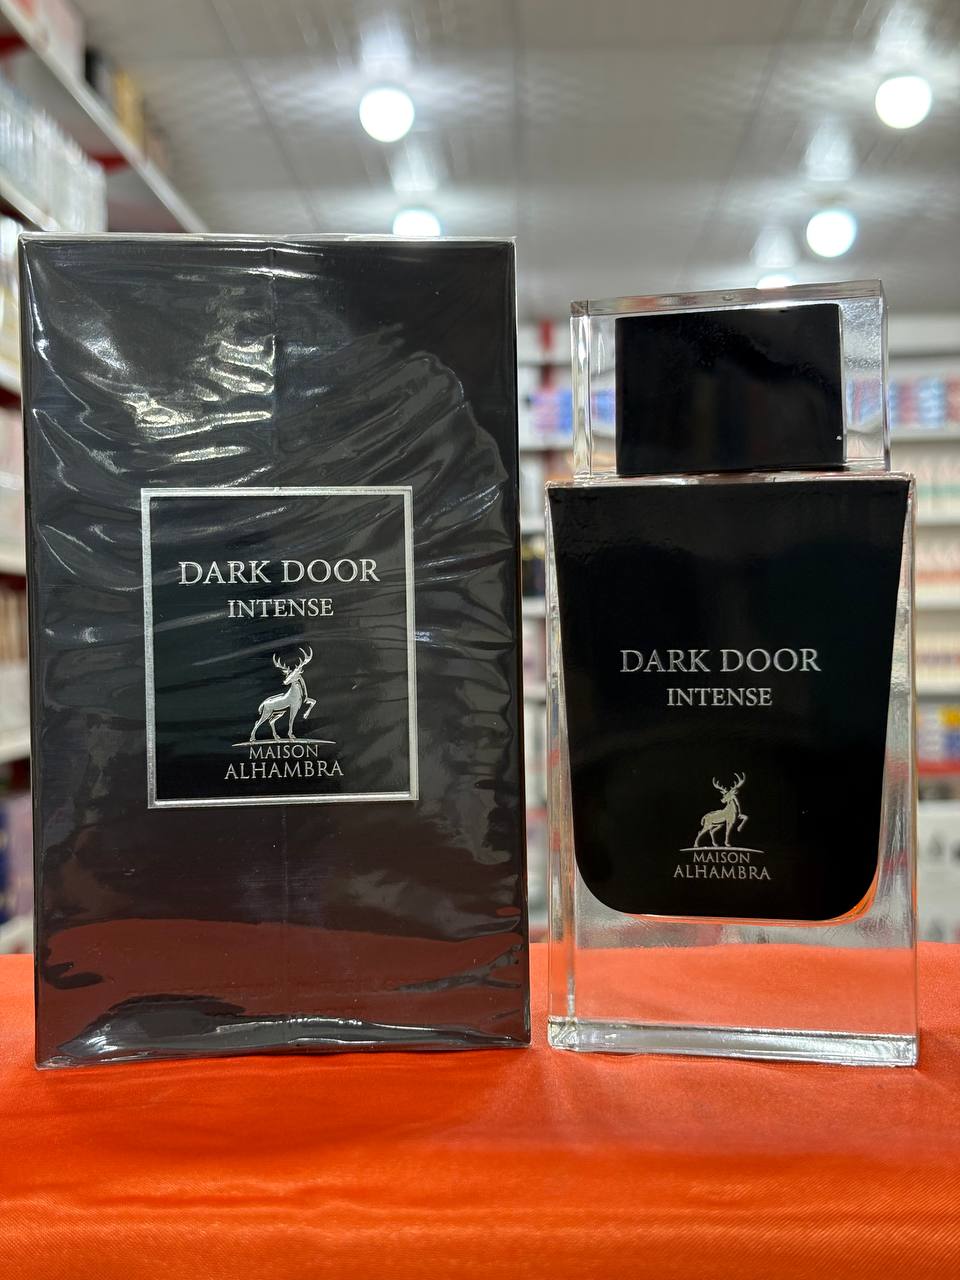 DARK DOOR
INTENSE
MAISON
ALHAMBRA
DARK DOOR
INTENSE
MAISON
ALHAMBRA